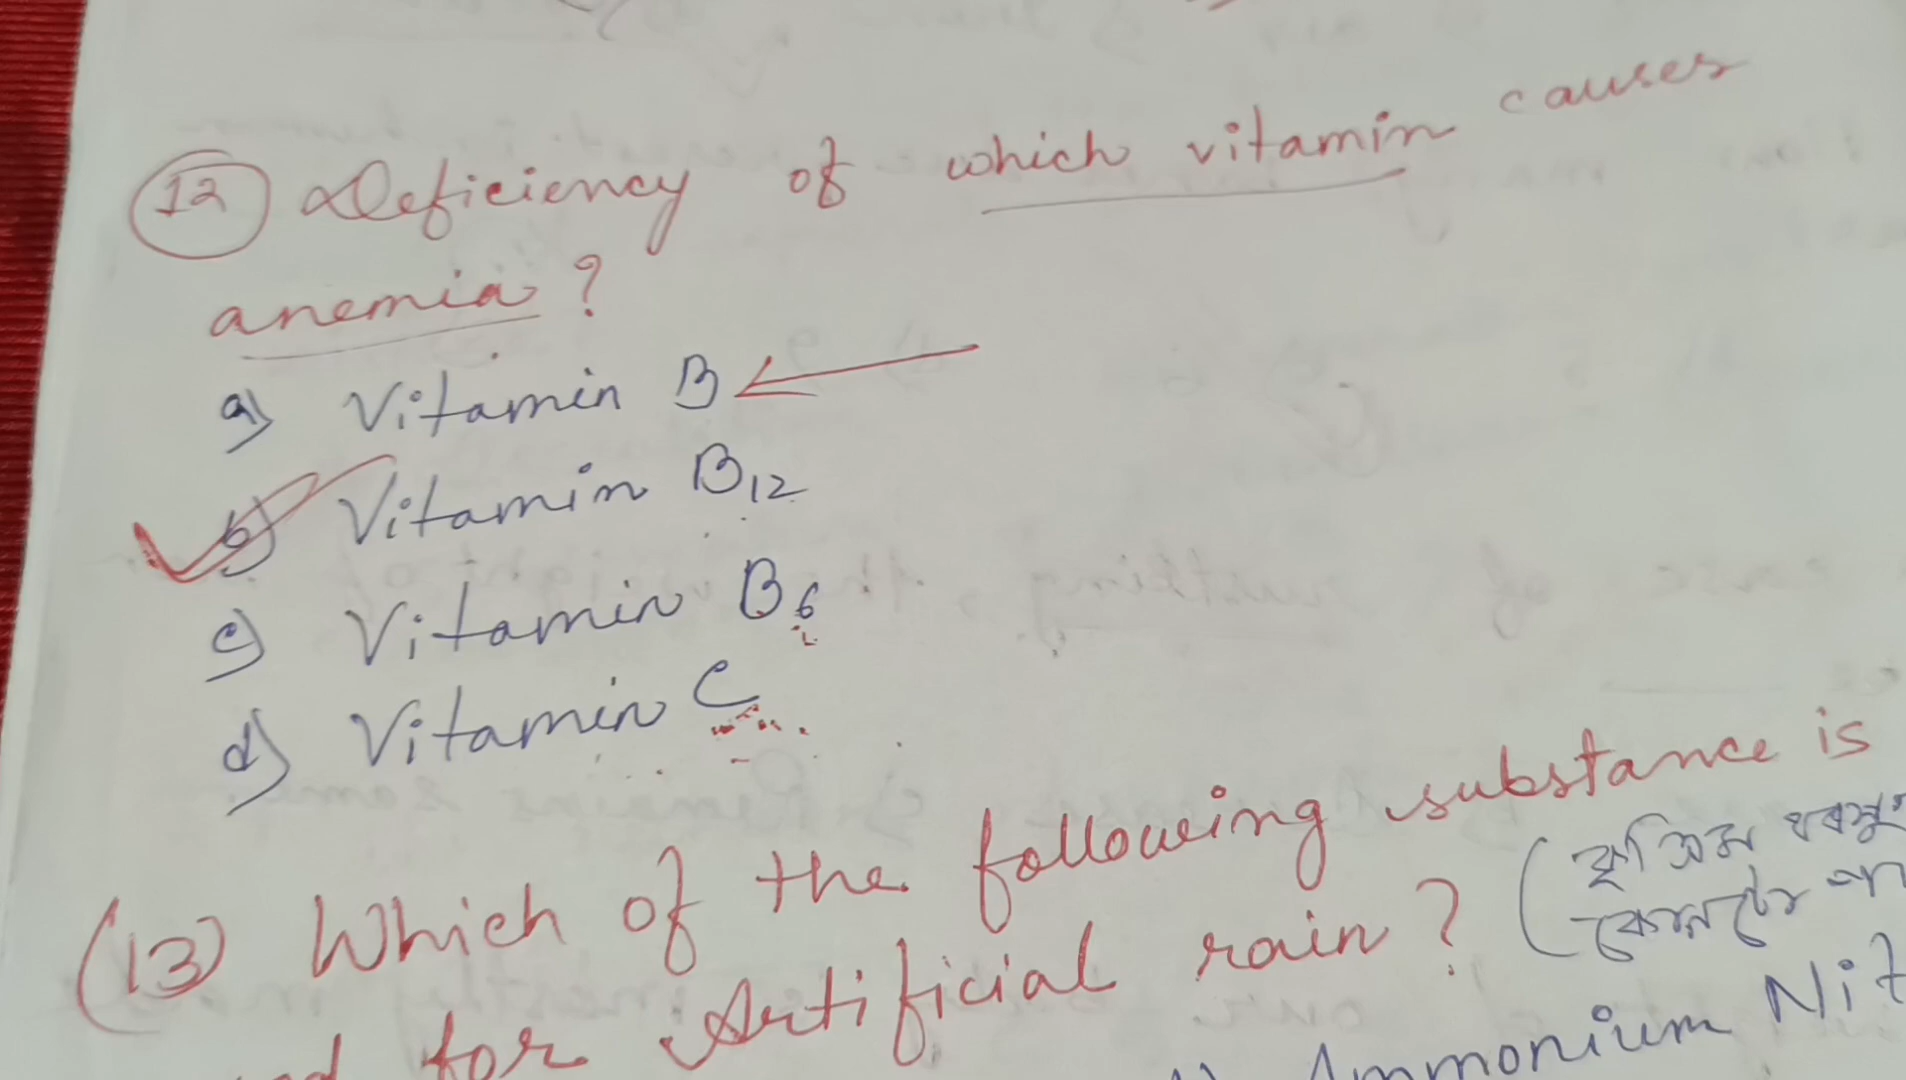 12 Deficiency of which vitamin causes
anemia?
a) Vitamin B
b) Vitamin B12
c) Vitamin B6
d) Vitamin C
(13) Which of the following substance is
for Artificial rain? (কৃত্রিম
Ammonium Nit